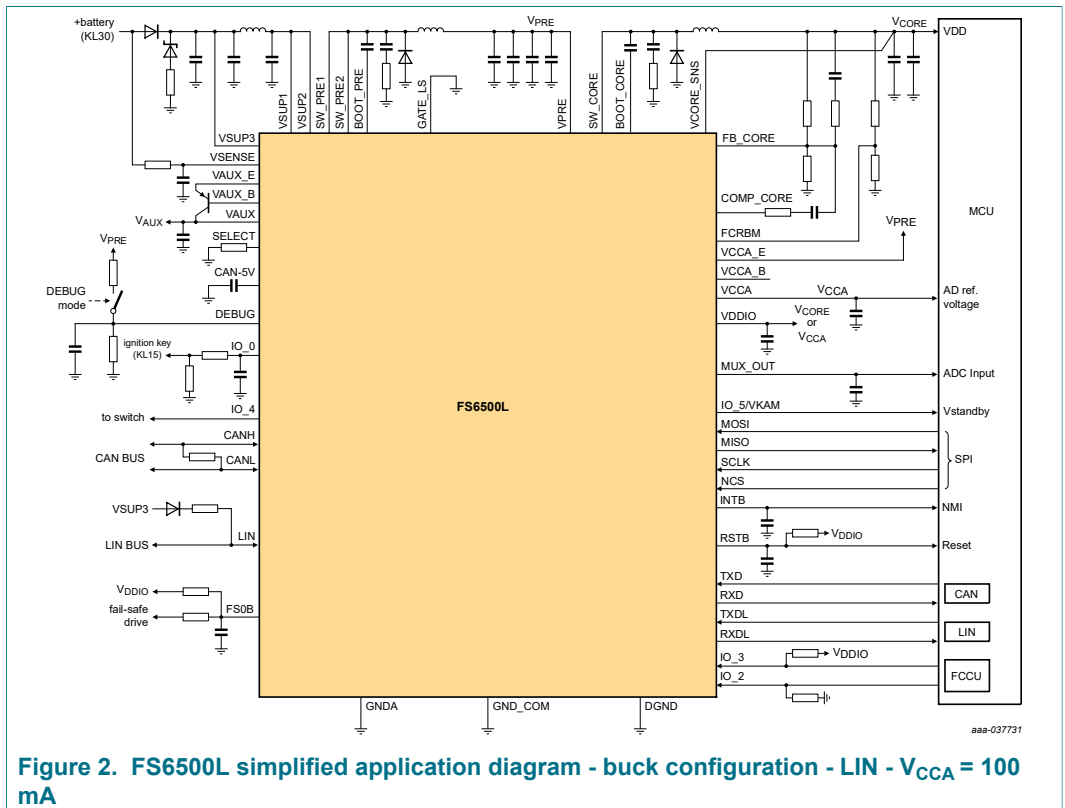 +battery
(KL30)
VPRE
VCORE
VDD
VSUP1
VSUP2
SW_PRE1
SW_PRE2
BOOT_PRE
GATE_LS
VPRE
SW_CORE
BOOT_CORE
VCORE_SNS
VSUP3
VSENSE
VAUX_E
VAUX_B
VAUX
VAUX
SELECT
VPRE
CAN-5V
DEBUG
mode
DEBUG
ignition key
(KL15)
IO_0
to switch
IO_4
CANH
CAN BUS
CANL
VSUP3
LIN
LIN BUS
VDDIO
fail-safe
drive
FS0B
FS6500L
FB_CORE
COMP_CORE
MCU
FCRBM
VPRE
VCCA_E
VCCA_B
VCCA
VCCA
AD ref.
voltage
VDDIO
VCORE
or
VCCA
MUX_OUT
ADC Input
IO_5/VKAM
Vstandby
MOSI
MISO
SCLK
SPI
NCS
INTB
NMI
RSTB
VDDIO
Reset
TXD
RXD
CAN
TXDL
RXDL
LIN
IO_3
VDDIO
IO_2
FCCU
GNDA
GND_COM
DGND
aaa-037731
Figure 2. FS6500L simplified application diagram - buck configuration - LIN - VCCA = 100
mA